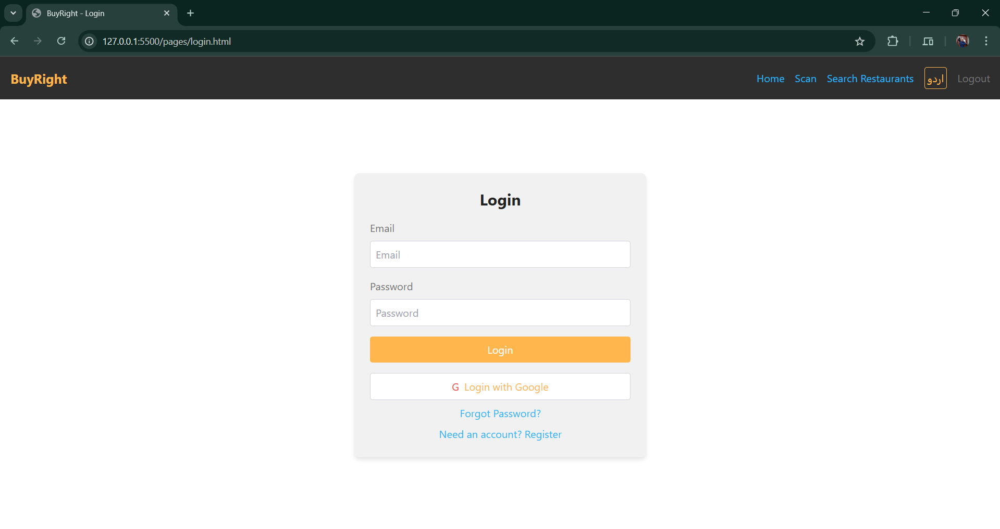 BuyRight - Login
127.0.0.1:5500/pages/login.html
BuyRight
Home Scan Search Restaurants اردو Logout
Login
Email
Email
Password
Password
Login
G Login with Google
Forgot Password?
Need an account? Register